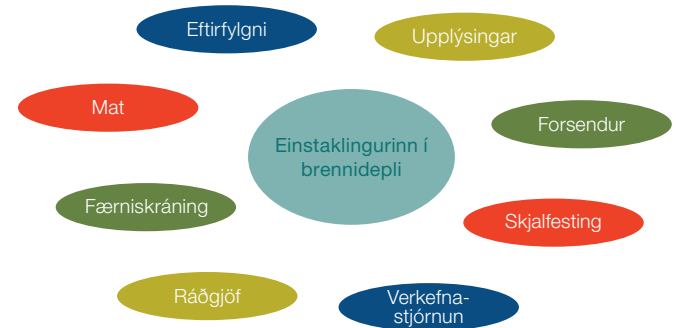 Eftirfylgni
Upplýsingar
Mat
Forsendur
Einstaklingurinn í
brennidepli
Færniskráning
Skjalfesting
Ráðgjöf
Verkefna-
stjórnun